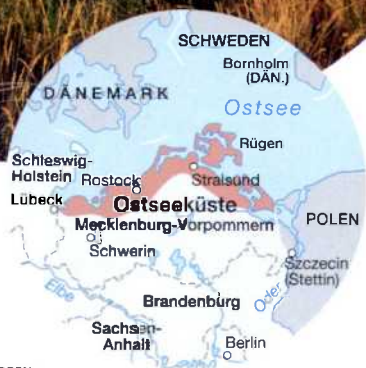 SCHWEDEN
Bornholm
(DÄN.)
DÄNEMARK
Ostsee
Rügen
Schleswig-
Holstein
Rostock
Stralsund
Lübeck
Ostseeküste
Mecklenburg-Vorpommern
POLEN
Schwerin
Szczecin
(Stettin)
Elbe
Oder
Brandenburg
Sachsen-
Anhalt
Berlin